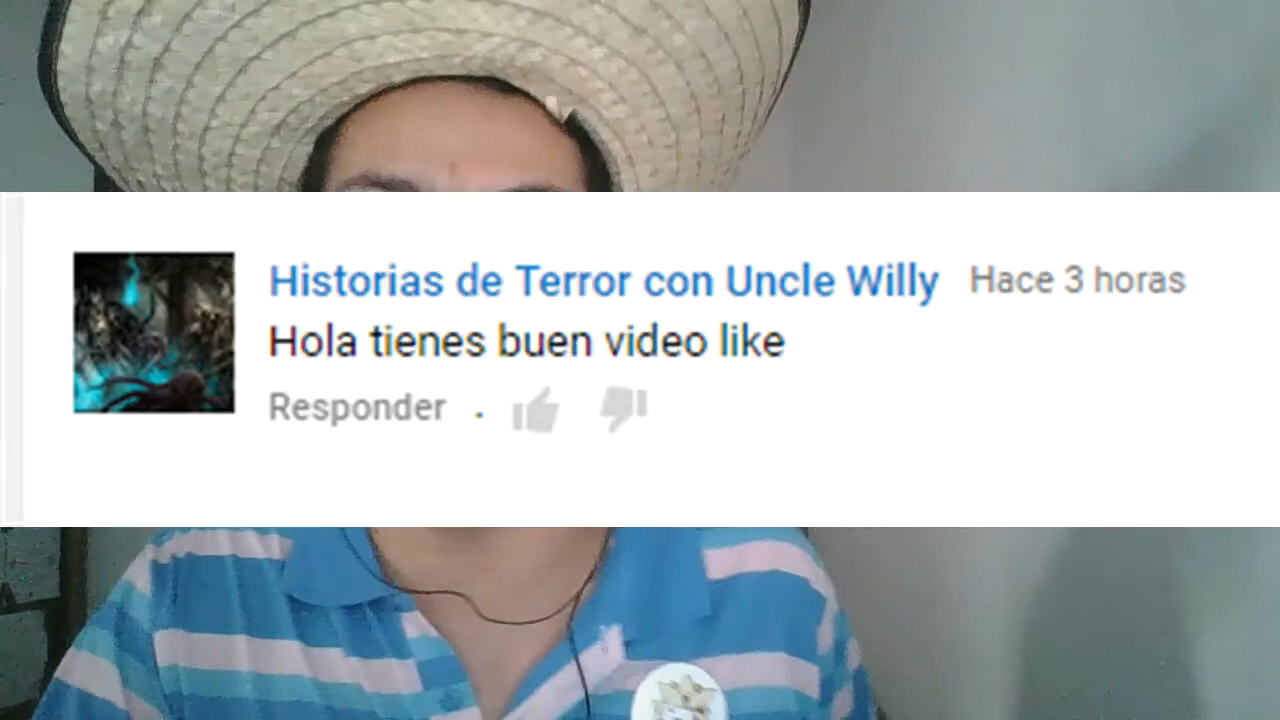 Historias de Terror con Uncle Willy Hace 3 horas
Hola tienes buen video like
Responder